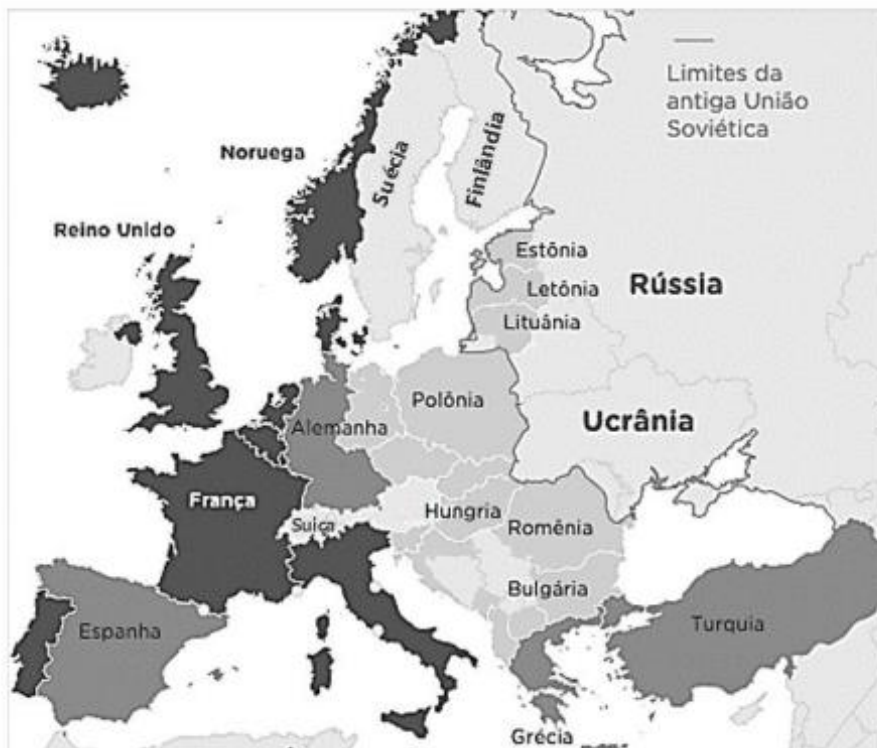 Limites da
antiga União
Soviética
Noruega
Suécia
Finlândia
Reino Unido
Estônia
Letônia
Rússia
Lituânia
Polônia
Alemanha
Ucrânia
França
Hungria
Suiça
Romênia
Bulgária
Espanha
Turquia
Grécia